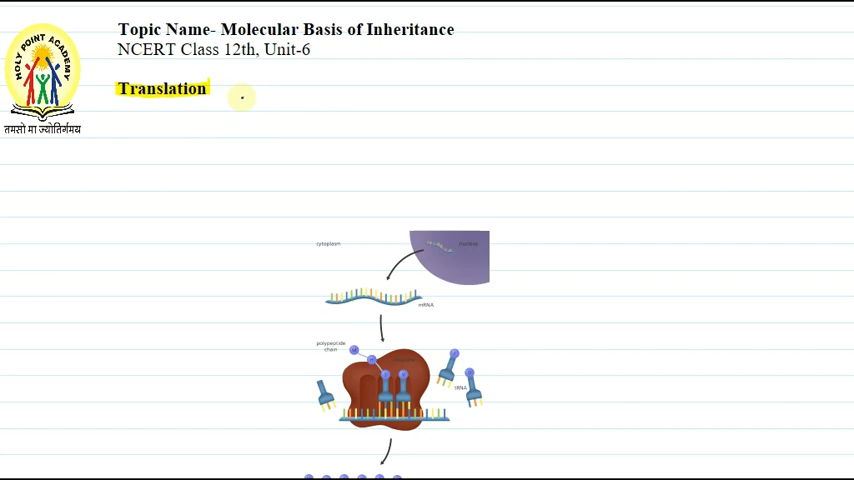 Topic Name- Molecular Basis of Inheritance
NCERT Class 12th, Unit-6
HOLY POINT ACADEMY
Translation
तमसो मा ज्योतिर्गमय
cytoplasm
mRNA
polypeptide
chain
tRNA